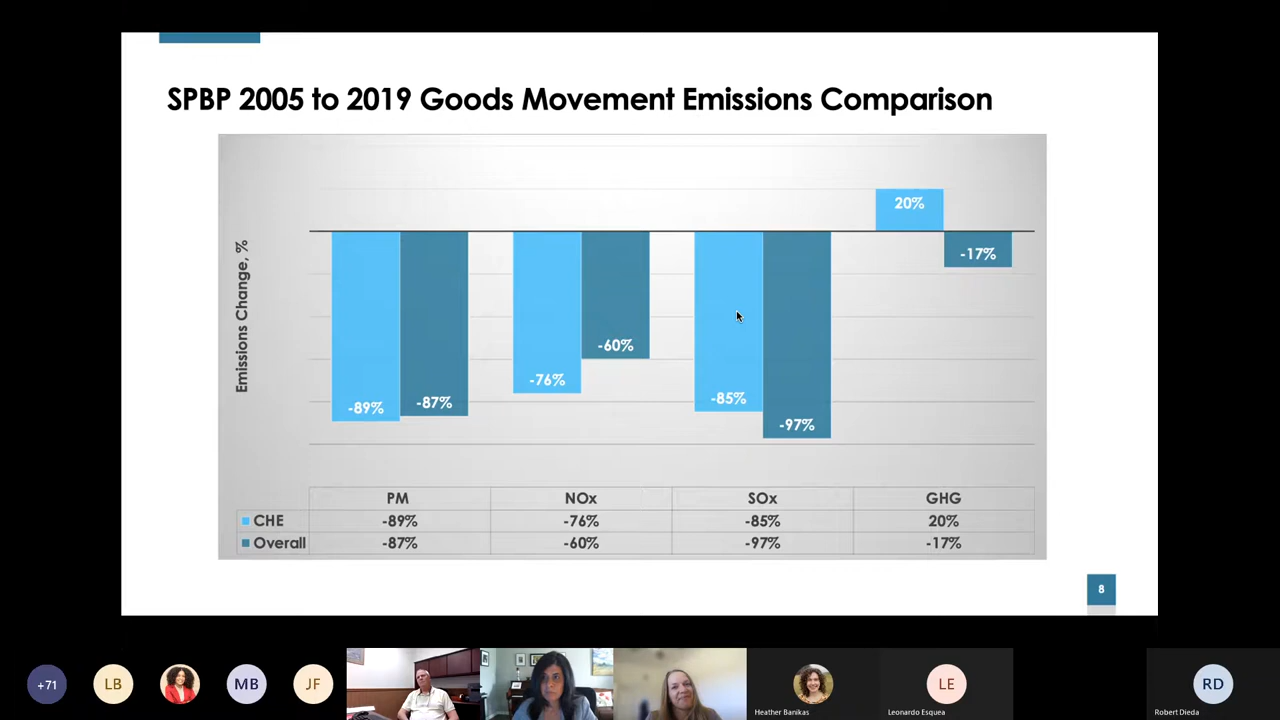 SPBP 2005 to 2019 Goods Movement Emissions Comparison
Emissions Change, %
20%
-17%
-60%
-76%
-85%
-89%
-87%
-97%
PM NOx SOx GHG
CHE -89% -76% -85% 20%
Overall -87% -60% -97% -17%
8
+71 LB MB JF LE RD
Heather Banikas Leonardo Esquea Robert Dieda